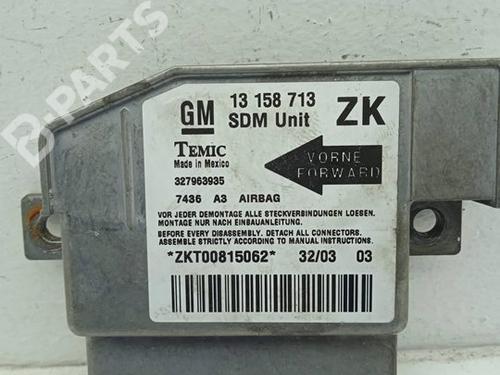 B-PARTS
GM 13 158 713 ZK
SDM Unit
TEMIC
Made in Mexico
327963935
VORNE
FORWARD
7436 A3 AIRBAG
VOR JEDER DEMONTAGE ALLE STECKVERBINDUNGEN LOESEN.
MONTAGE NUR NACH EINBAUANLEITUNG.
BEFORE EVERY DISASSEMBLY. DETACH ALL CONNECTORS.
ASSEMBLE STRICTLY ACCORDING TO MANUAL INSTRUCTIONS.
*ZKT00815062* 32/03 03